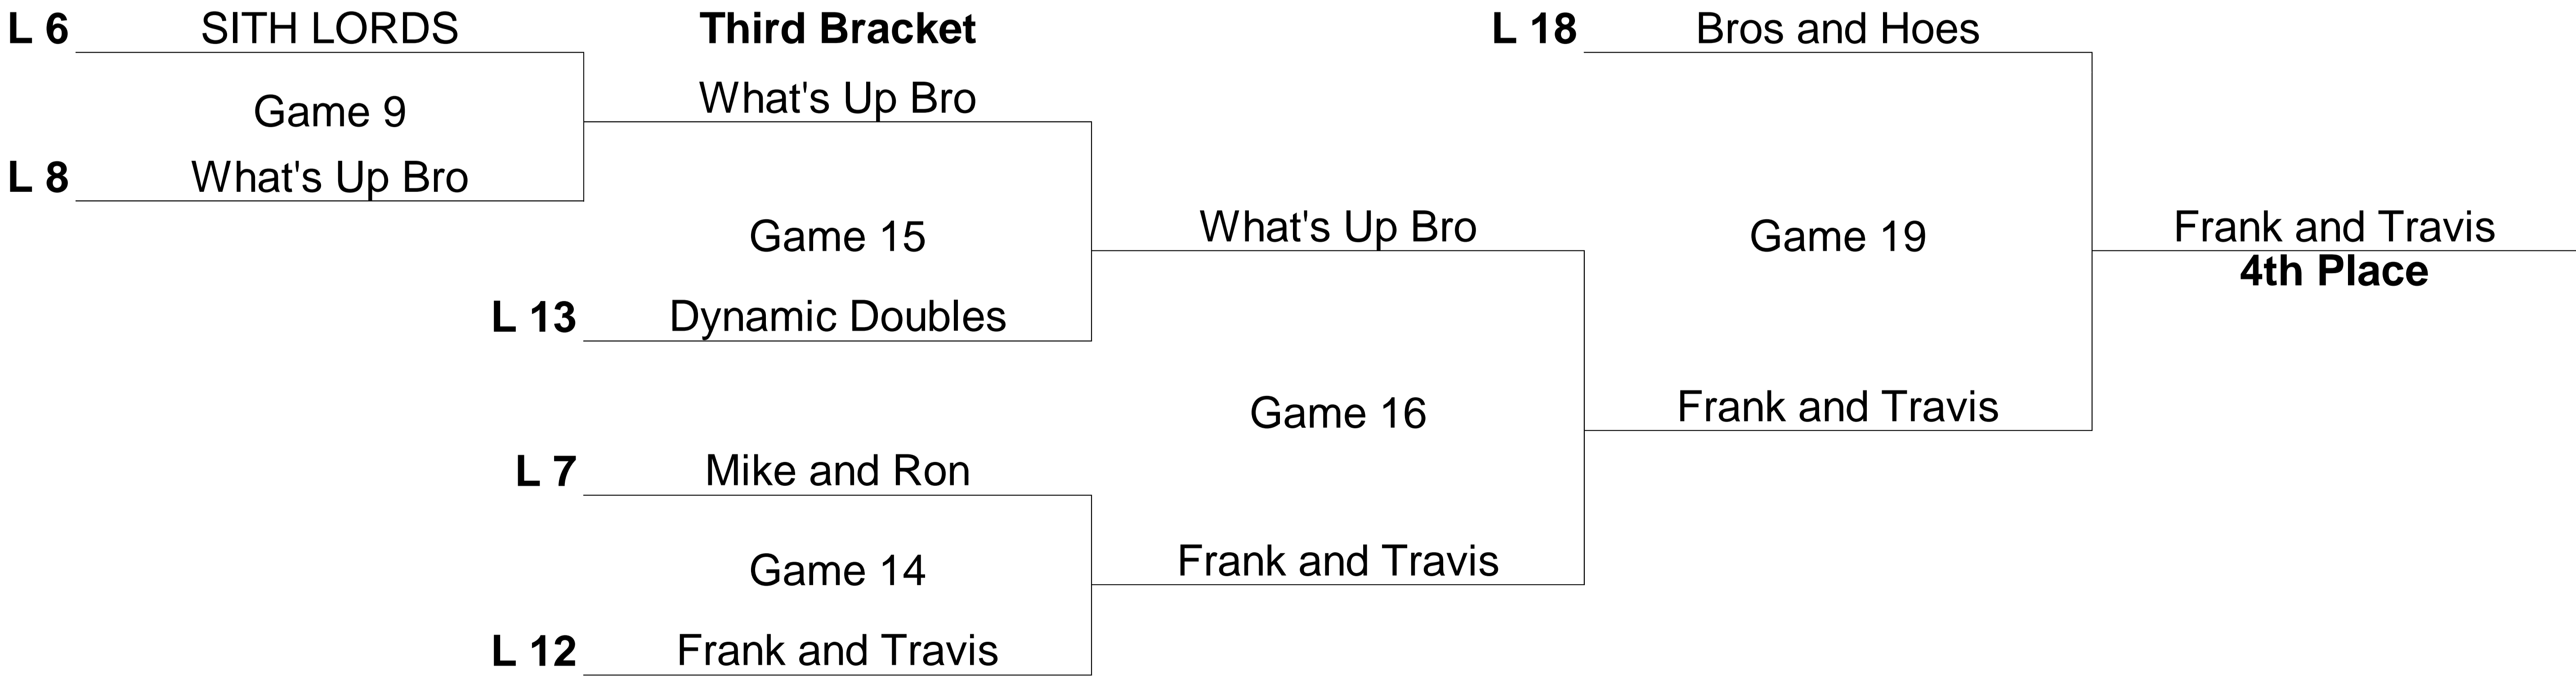 L 6 SITH LORDS Third Bracket L 18 Bros and Hoes
What's Up Bro
Game 9
L 8 What's Up Bro
What's Up Bro
Frank and Travis
Game 15
Game 19
4th Place
L 13 Dynamic Doubles
Game 16
Frank and Travis
L 7 Mike and Ron
Frank and Travis
Game 14
L 12 Frank and Travis